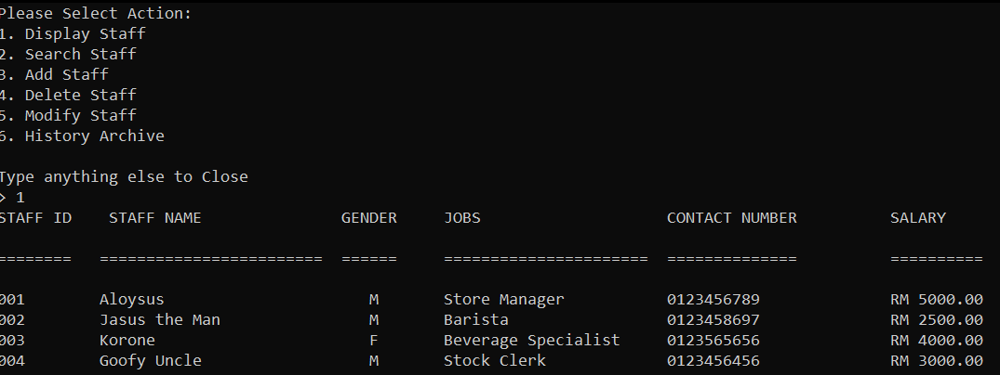 Please Select Action:
1. Display Staff
2. Search Staff
3. Add Staff
4. Delete Staff
5. Modify Staff
6. History Archive
Type anything else to Close
> 1
STAFF ID    STAFF NAME               GENDER     JOBS                    CONTACT NUMBER          SALARY
========   ========================  ======     ======================  ==============          ==========
001        Aloysus                      M       Store Manager           0123456789              RM 5000.00
002        Jasus the Man                M       Barista                 0123458697              RM 2500.00
003        Korone                       F       Beverage Specialist     0123565656              RM 4000.00
004        Goofy Uncle                  M       Stock Clerk             0123456456              RM 3000.00